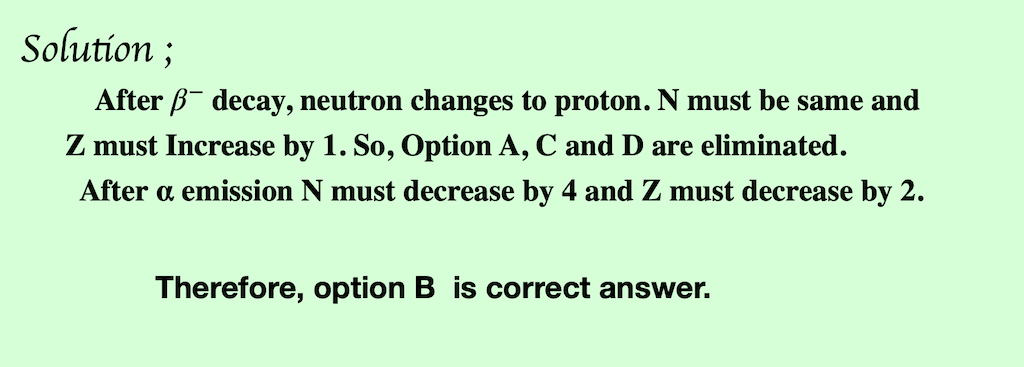 Solution ;
After β⁻ decay, neutron changes to proton. N must be same and
Z must Increase by 1. So, Option A, C and D are eliminated.
After α emission N must decrease by 4 and Z must decrease by 2.
Therefore, option B is correct answer.